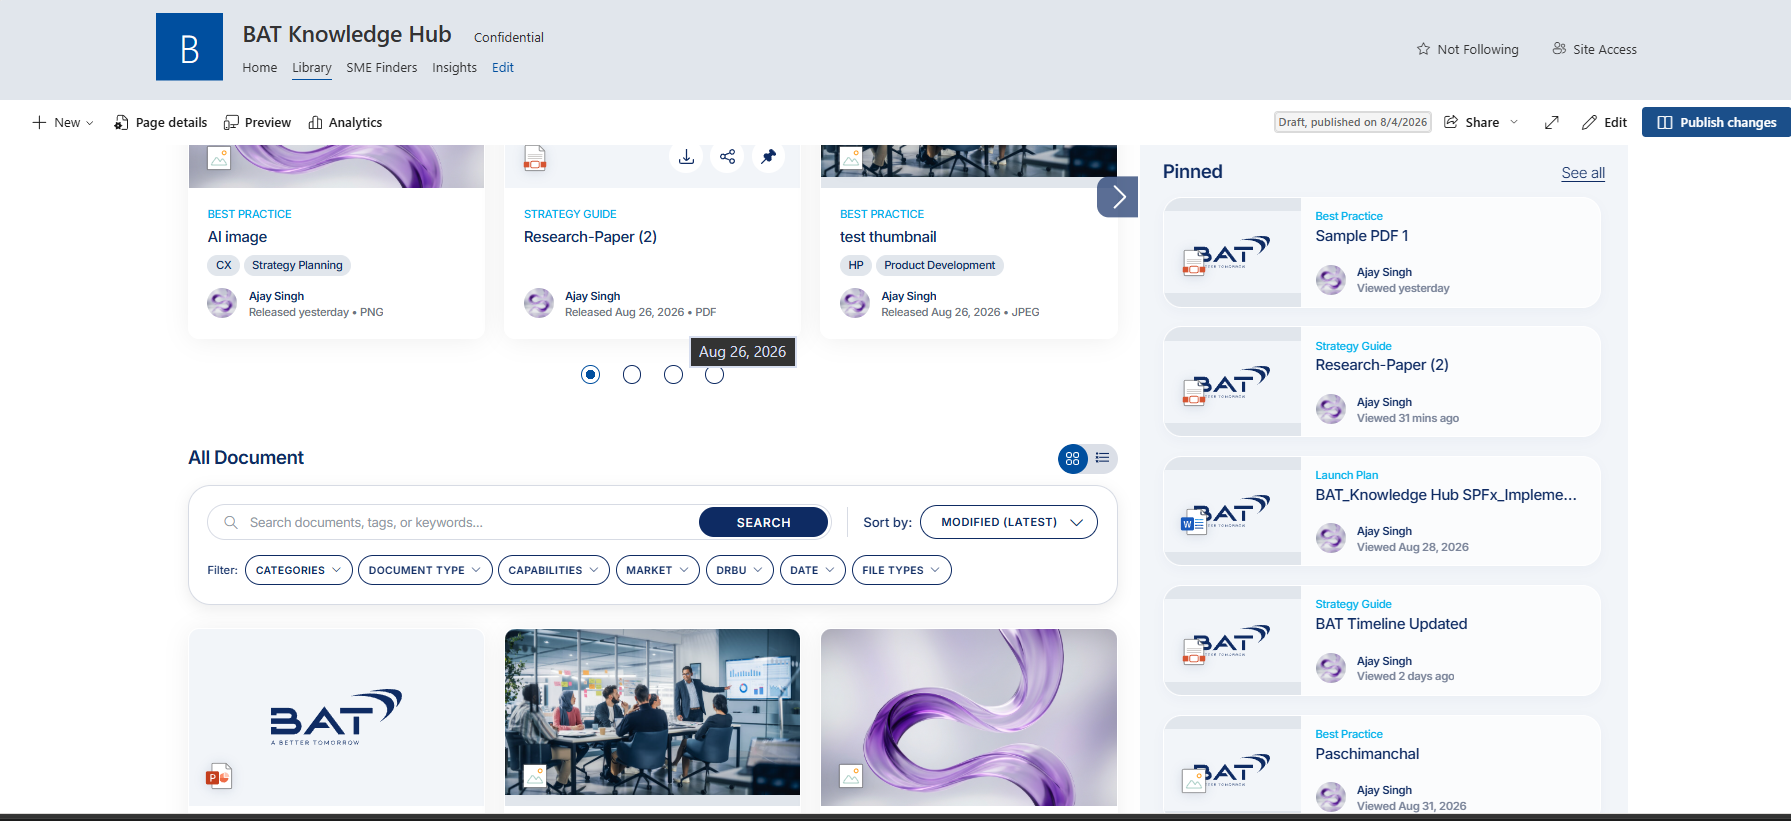 B
BAT Knowledge Hub Confidential
Home Library SME Finders Insights Edit
Not Following Site Access
New Page details Preview Analytics
Draft, published on 8/4/2026 Share Edit Publish changes
BEST PRACTICE
AI image
CX Strategy Planning
Ajay Singh
Released yesterday • PNG
STRATEGY GUIDE
Research-Paper (2)
Ajay Singh
Released Aug 26, 2026 • PDF
BEST PRACTICE
test thumbnail
HP Product Development
Ajay Singh
Released Aug 26, 2026 • JPEG
Aug 26, 2026
All Document
Search documents, tags, or keywords...
SEARCH
Sort by: MODIFIED (LATEST)
Filter: CATEGORIES DOCUMENT TYPE CAPABILITIES MARKET DRBU DATE FILE TYPES
BAT
A BETTER TOMORROW
P
Pinned See all
BAT
Best Practice
Sample PDF 1
Ajay Singh
Viewed yesterday
BAT
Strategy Guide
Research-Paper (2)
Ajay Singh
Viewed 31 mins ago
BAT
W
Launch Plan
BAT_Knowledge Hub SPFx_Impleme...
Ajay Singh
Viewed Aug 28, 2026
BAT
Strategy Guide
BAT Timeline Updated
Ajay Singh
Viewed 2 days ago
BAT
Best Practice
Paschimanchal
Ajay Singh
Viewed Aug 31, 2026